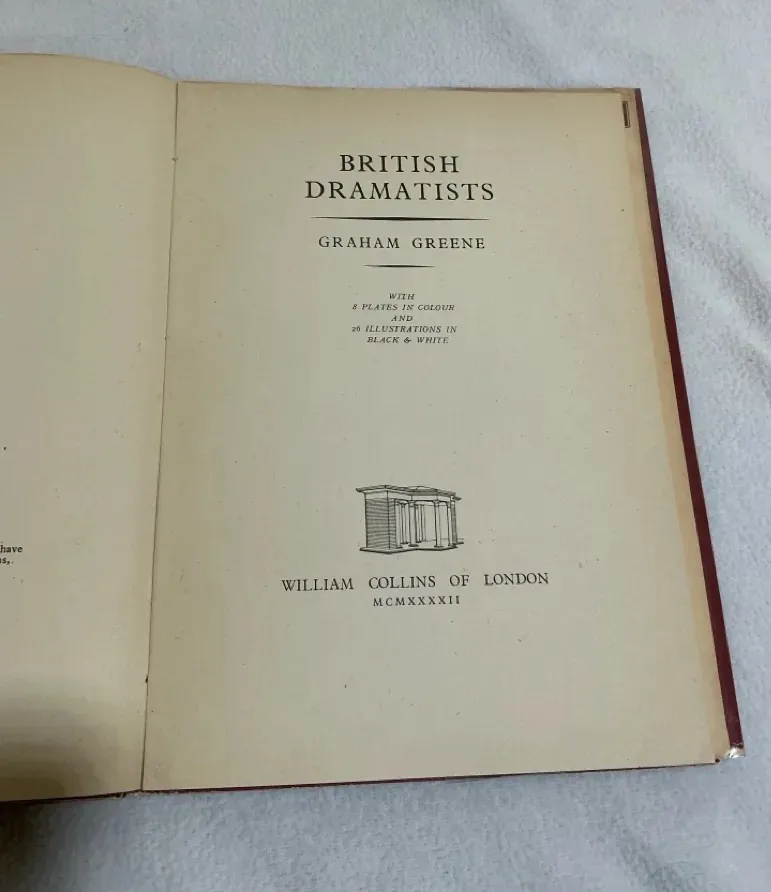 have
BRITISH
DRAMATISTS
GRAHAM GREENE
WITH
8 PLATES IN COLOUR
AND
26 ILLUSTRATIONS IN
BLACK & WHITE
WILLIAM COLLINS OF LONDON
MCMXXXXII